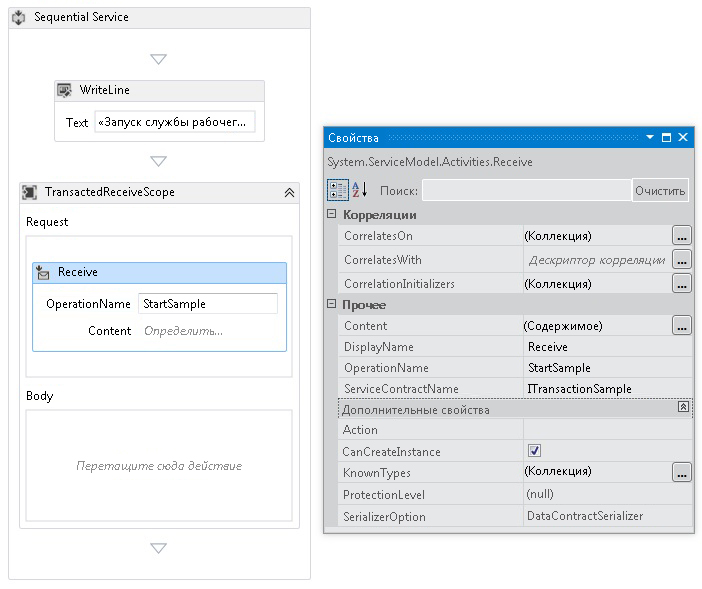 Sequential Service
WriteLine
Text «Запуск службы рабочег...
TransactedReceiveScope
Request
Receive
OperationName StartSample
Content Определить...
Body
Перетащите сюда действие
Свойства
System.ServiceModel.Activities.Receive
Поиск: Очистить
Корреляции
CorrelatesOn (Коллекция) ...
CorrelatesWith Дескриптор корреляции ...
CorrelationInitializers (Коллекция) ...
Прочее
Content (Содержимое) ...
DisplayName Receive
OperationName StartSample
ServiceContractName ITransactionSample
Дополнительные свойства
Action
CanCreateInstance
KnownTypes (Коллекция) ...
ProtectionLevel (null)
SerializerOption DataContractSerializer